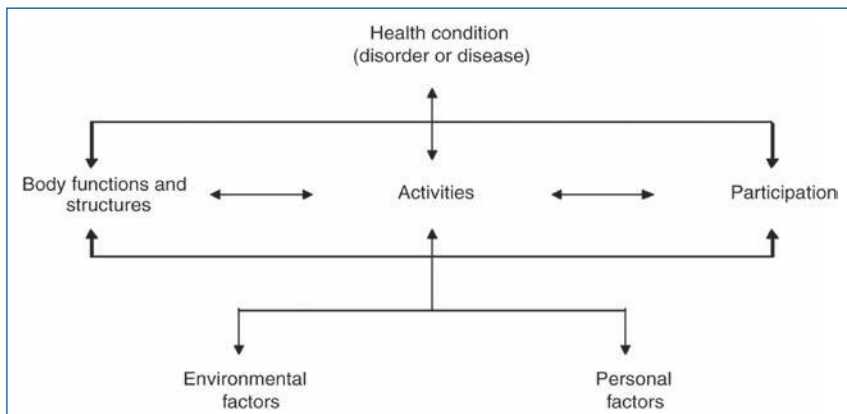 Health condition
(disorder or disease)
Body functions and
structures
Activities
Participation
Environmental
factors
Personal
factors